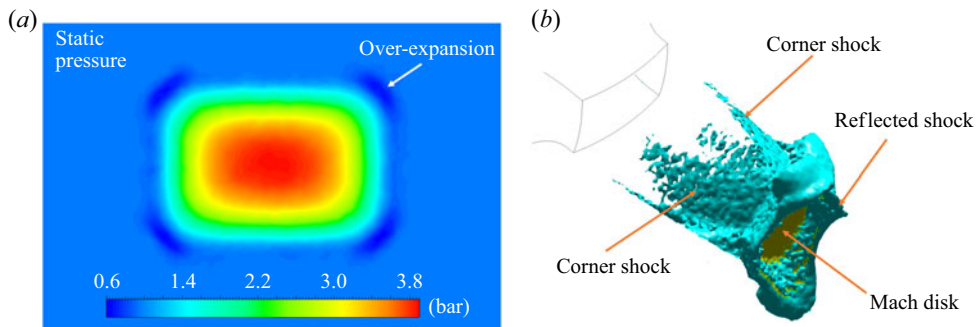 (a)
Static
pressure
Over-expansion
0.6 1.4 2.2 3.0 3.8
(bar)
(b)
Corner shock
Reflected shock
Corner shock
Mach disk